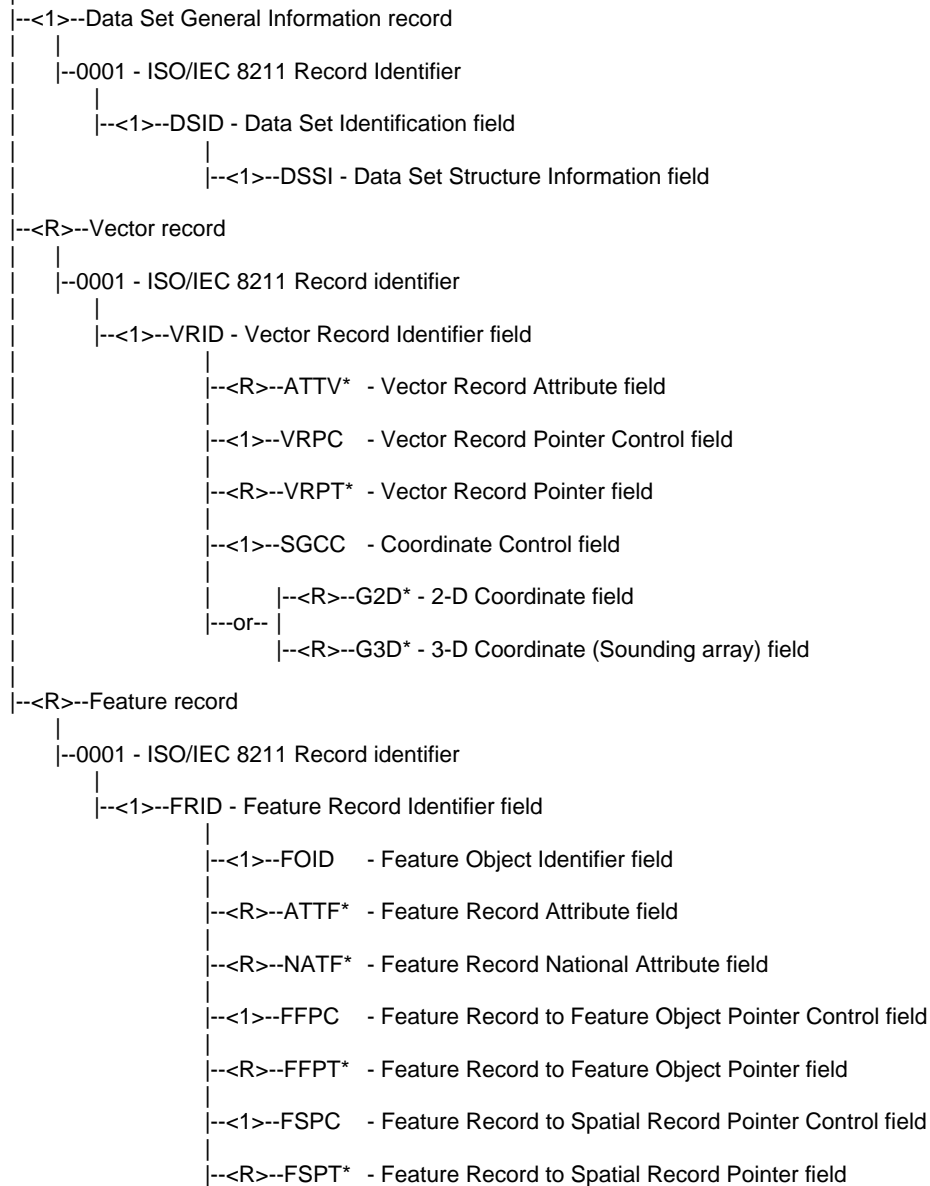 |--<1>--Data Set General Information record
| |
| |--0001 - ISO/IEC 8211 Record Identifier
| |
| |--<1>--DSID - Data Set Identification field
| |
| |--<1>--DSSI - Data Set Structure Information field
|
|--<R>--Vector record
| |
| |--0001 - ISO/IEC 8211 Record identifier
| |
| |--<1>--VRID - Vector Record Identifier field
| |
| |--<R>--ATTV* - Vector Record Attribute field
| |
| |--<1>--VRPC - Vector Record Pointer Control field
| |
| |--<R>--VRPT* - Vector Record Pointer field
| |
| |--<1>--SGCC - Coordinate Control field
| |
| | |--<R>--G2D* - 2-D Coordinate field
| |---or-- |
| |--<R>--G3D* - 3-D Coordinate (Sounding array) field
|
|--<R>--Feature record
|
|--0001 - ISO/IEC 8211 Record identifier
|
|--<1>--FRID - Feature Record Identifier field
|
|--<1>--FOID - Feature Object Identifier field
|
|--<R>--ATTF* - Feature Record Attribute field
|
|--<R>--NATF* - Feature Record National Attribute field
|
|--<1>--FFPC - Feature Record to Feature Object Pointer Control field
|
|--<R>--FFPT* - Feature Record to Feature Object Pointer field
|
|--<1>--FSPC - Feature Record to Spatial Record Pointer Control field
|
|--<R>--FSPT* - Feature Record to Spatial Record Pointer field